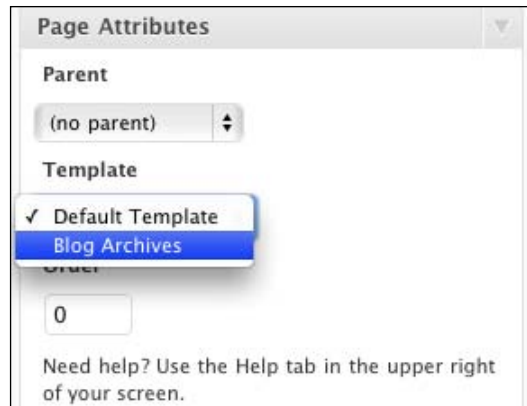 Page Attributes
Parent
(no parent)
Template
✓ Default Template
Blog Archives
Order
0
Need help? Use the Help tab in the upper right
of your screen.